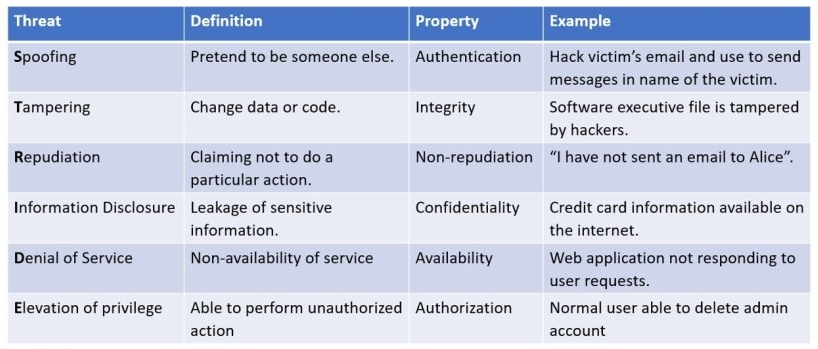 Threat Definition Property Example
Spoofing Pretend to be someone else. Authentication Hack victim's email and use to send
messages in name of the victim.
Tampering Change data or code. Integrity Software executive file is tampered
by hackers.
Repudiation Claiming not to do a Non-repudiation “I have not sent an email to Alice”.
particular action.
Information Disclosure Leakage of sensitive Confidentiality Credit card information available on
information. the internet.
Denial of Service Non-availability of service Availability Web application not responding to
user requests.
Elevation of privilege Able to perform unauthorized Authorization Normal user able to delete admin
action account